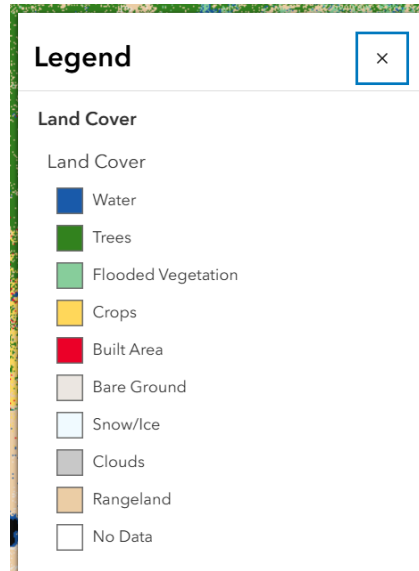 Legend
Land Cover
Land Cover
Water
Trees
Flooded Vegetation
Crops
Built Area
Bare Ground
Snow/Ice
Clouds
Rangeland
No Data